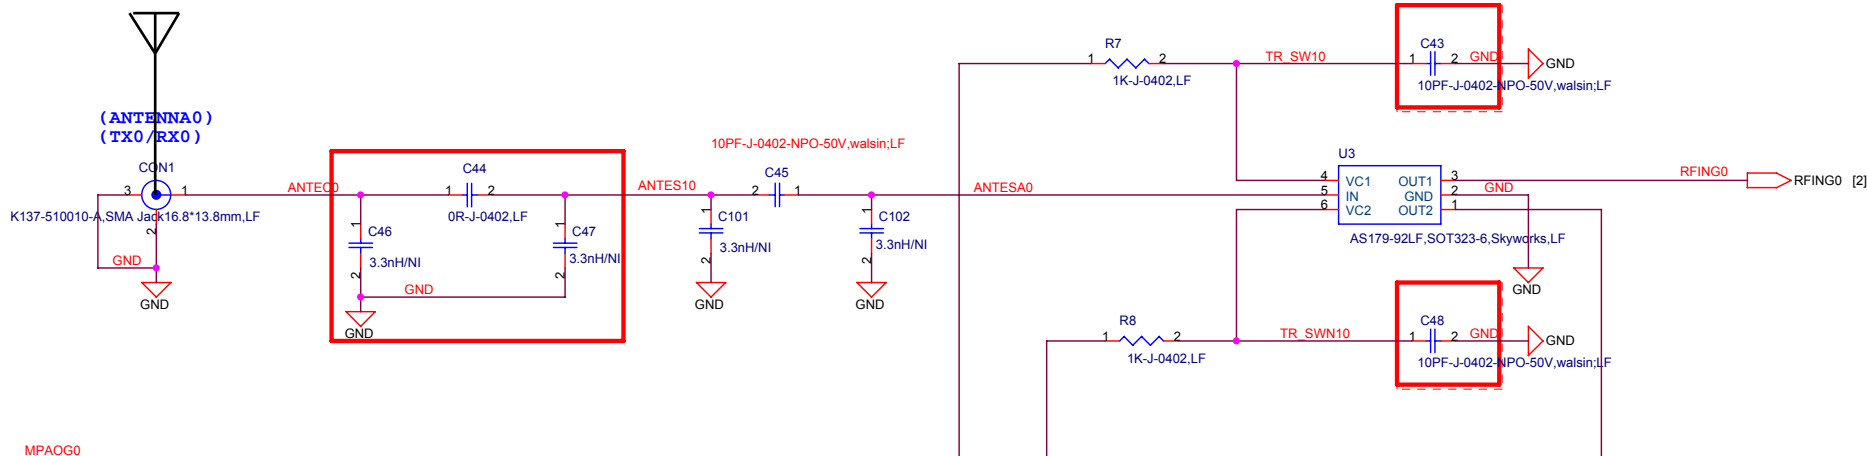 (ANTENNA0)
(TX0/RX0)
CON1
3
1
2
K137-510010-A,SMA Jack16.8*13.8mm,LF
GND
GND
ANTEC0
C44
1
2
0R-J-0402,LF
1
C46
3.3nH/NI
2
1
C47
3.3nH/NI
2
GND
GND
ANTES10
10PF-J-0402-NPO-50V,walsin;LF
C45
2
1
1
C101
3.3nH/NI
2
GND
1
C102
3.3nH/NI
2
GND
ANTESA0
R7
1
2
1K-J-0402,LF
TR_SW10
C43
1
2
GND
GND
10PF-J-0402-NPO-50V,walsin;LF
U3
4
VC1
OUT1
3
5
IN
GND
2
6
VC2
OUT2
1
GND
AS179-92LF,SOT323-6,Skyworks,LF
GND
RFING0
RFING0
[2]
R8
1
2
1K-J-0402,LF
TR_SWN10
C48
1
2
GND
GND
10PF-J-0402-NPO-50V,walsin;LF
MPAOG0